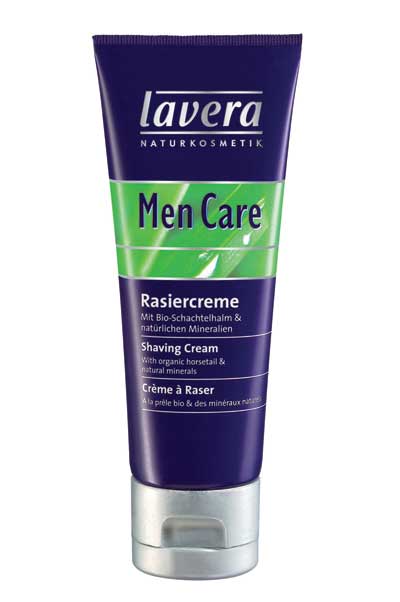 lavera
NATURKOSMETIK
Men Care
Rasiercreme
Mit Bio-Schachtelhalm &
natürlichen Mineralien
Shaving Cream
With organic horsetail &
natural minerals
Crème à Raser
A la prêle bio & des minéraux